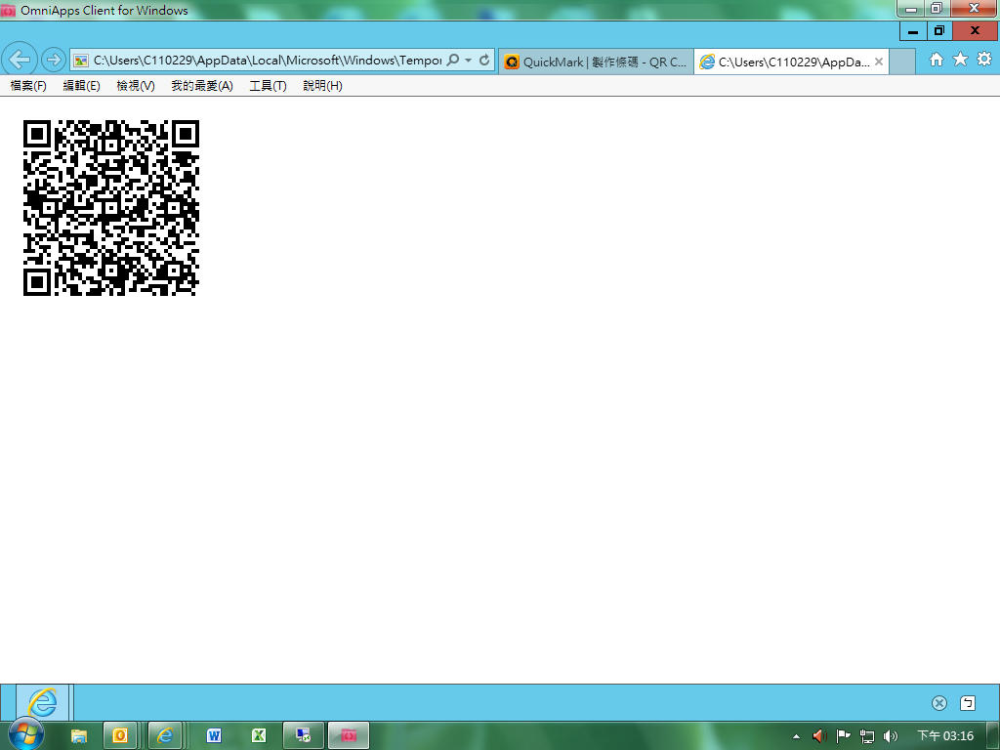 OmniApps Client for Windows
C:\Users\C110229\AppData\Local\Microsoft\Windows\Tempor
QuickMark | 製作條碼 - QR C...
C:\Users\C110229\AppDa...
檔案(F) 編輯(E) 檢視(V) 我的最愛(A) 工具(T) 說明(H)
下午 03:16